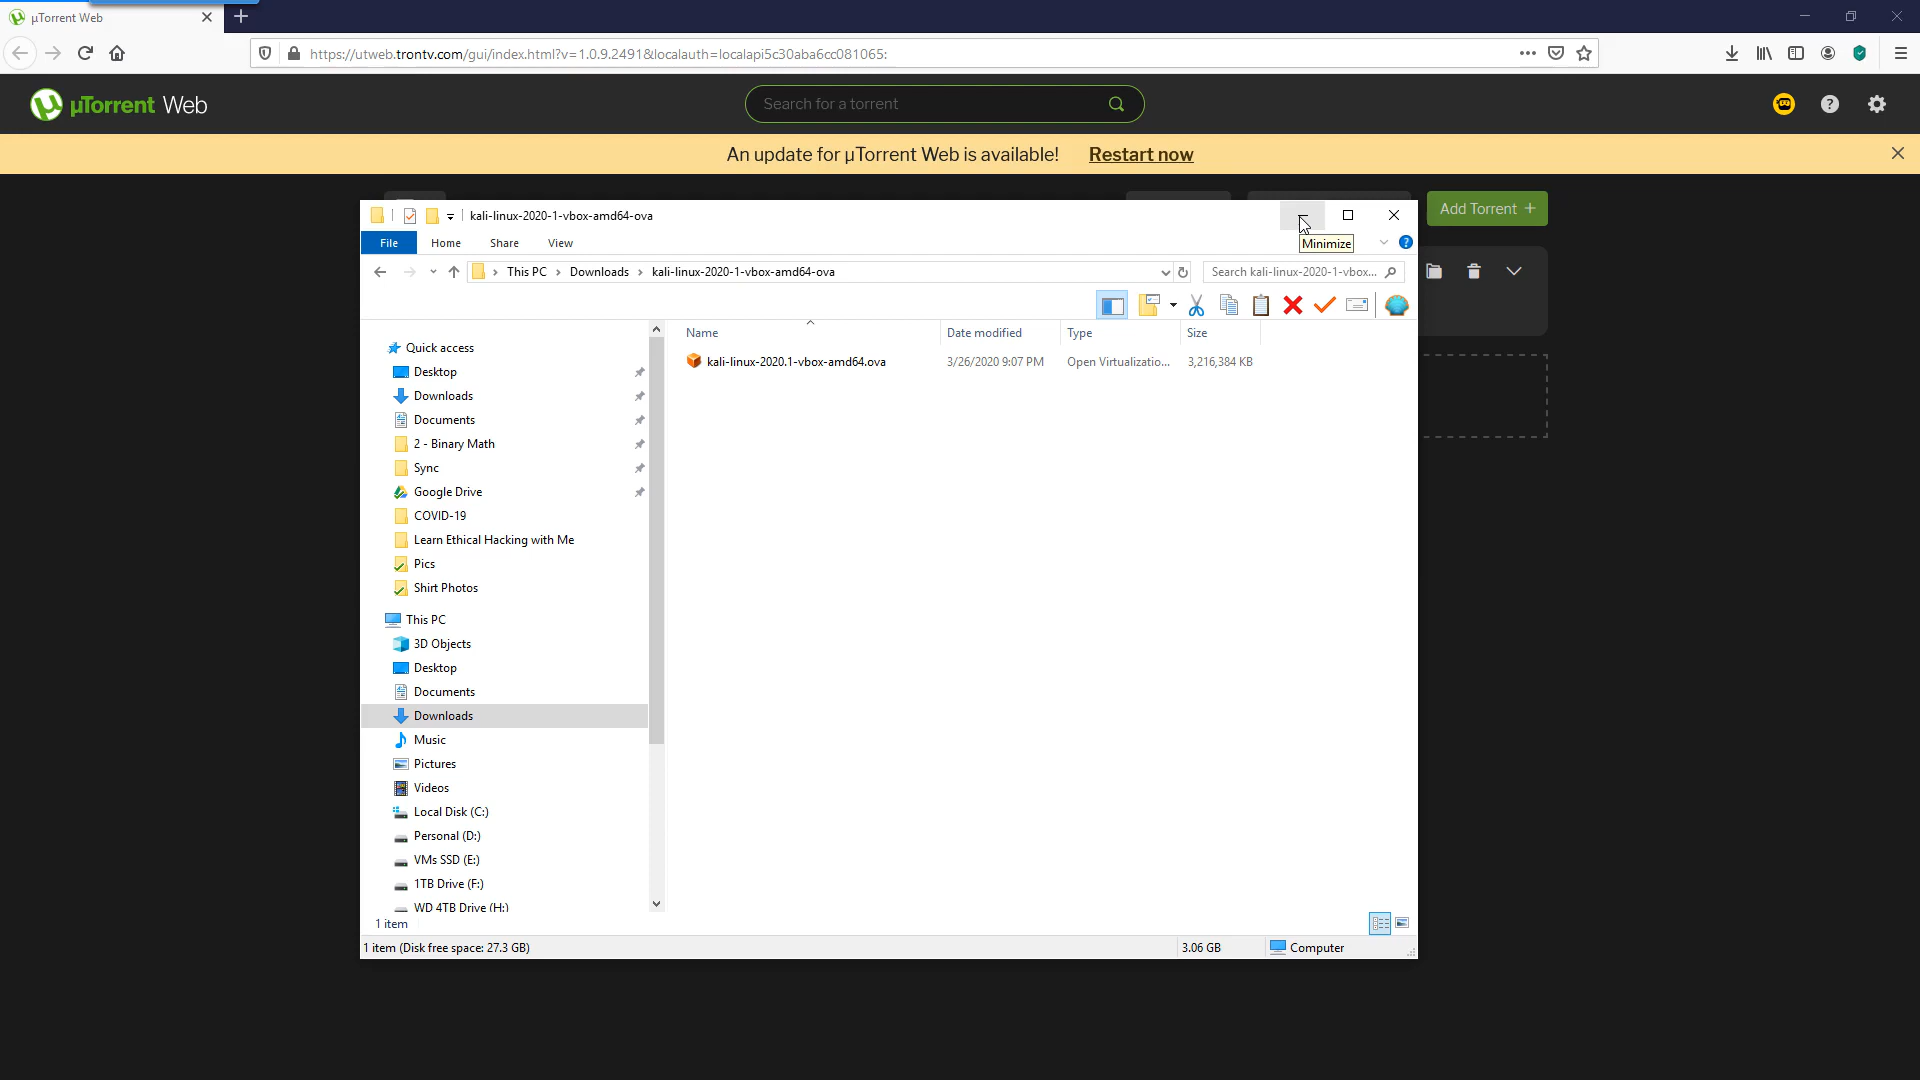 µTorrent Web
https://utweb.trontv.com/gui/index.html?v=1.0.9.2491&localauth=localapi5c30aba6cc081065:
µTorrent Web
Search for a torrent
An update for µTorrent Web is available! Restart now
kali-linux-2020-1-vbox-amd64-ova
Add Torrent +
File Home Share View
Minimize
This PC > Downloads > kali-linux-2020-1-vbox-amd64-ova
Search kali-linux-2020-1-vbox...
Name Date modified Type Size
kali-linux-2020.1-vbox-amd64.ova 3/26/2020 9:07 PM Open Virtualizatio... 3,216,384 KB
Quick access
Desktop
Downloads
Documents
2 - Binary Math
Sync
Google Drive
COVID-19
Learn Ethical Hacking with Me
Pics
Shirt Photos
This PC
3D Objects
Desktop
Documents
Downloads
Music
Pictures
Videos
Local Disk (C:)
Personal (D:)
VMs SSD (E:)
1TB Drive (F:)
WD 4TB Drive (H:)
1 item
1 item (Disk free space: 27.3 GB) 3.06 GB Computer